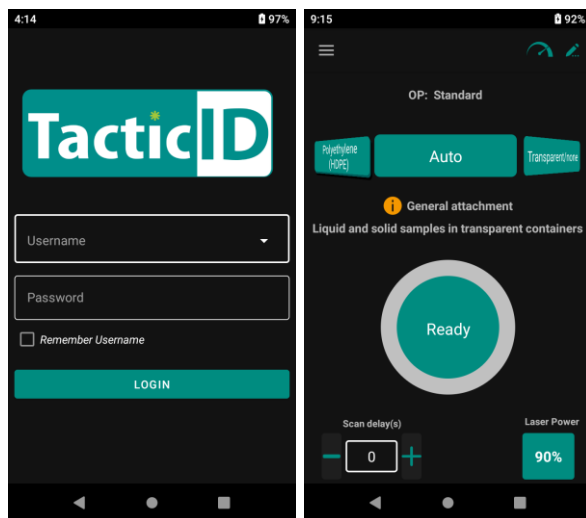 4:14
97%
TacticID
Username
Password
Remember Username
LOGIN
9:15
92%
OP: Standard
Polyethylene
(HDPE)
Auto
Transparent/none
General attachment
Liquid and solid samples in transparent containers
Ready
Scan delay(s)
0
Laser Power
90%